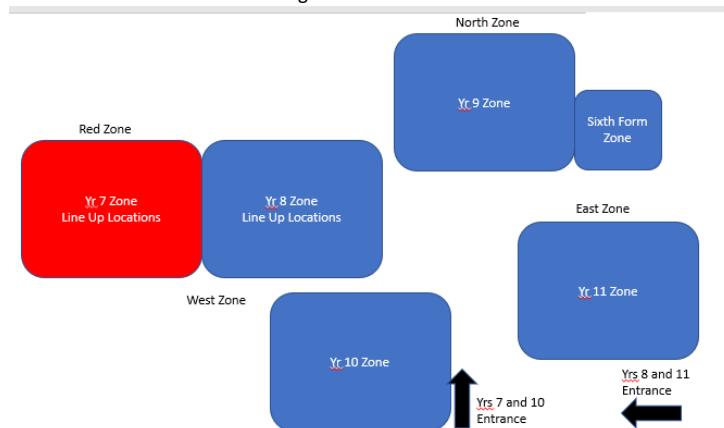 North Zone
Yr 9 Zone
Sixth Form
Zone
Red Zone
Yr 7 Zone
Line Up Locations
Yr 8 Zone
Line Up Locations
East Zone
Yr 11 Zone
West Zone
Yr 10 Zone
Yrs 8 and 11
Entrance
Yrs 7 and 10
Entrance